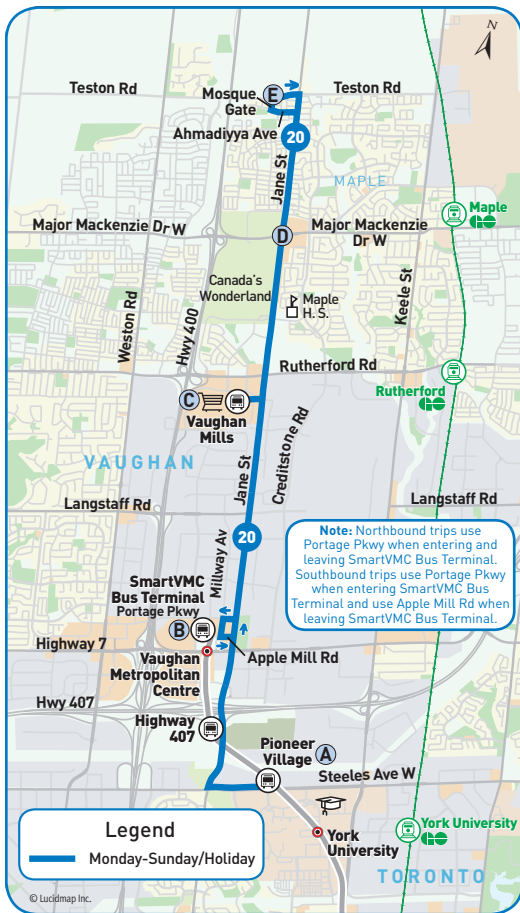 N
Teston Rd
Teston Rd
Mosque
Gate
E
Ahmadiyya Ave
20
Jane St
MAPLE
Maple
Major Mackenzie Dr W
D
Major Mackenzie
Dr W
Canada's
Wonderland
Maple
H. S.
Keele St
Weston Rd
Hwy 400
Rutherford Rd
Rutherford
C
Vaughan
Mills
Creditstone Rd
VAUGHAN
Jane St
Langstaff Rd
Langstaff Rd
20
Note: Northbound trips use
Portage Pkwy when entering and
leaving SmartVMC Bus Terminal.
Southbound trips use Portage Pkwy
when entering SmartVMC Bus
Terminal and use Apple Mill Rd when
leaving SmartVMC Bus Terminal.
Millway Av
SmartVMC
Bus Terminal
Portage Pkwy
B
Highway 7
Apple Mill Rd
Vaughan
Metropolitan
Centre
Hwy 407
Highway
407
Pioneer
Village
A
Steeles Ave W
York
University
York University
TORONTO
Legend
Monday-Sunday/Holiday
© Lucidmap Inc.